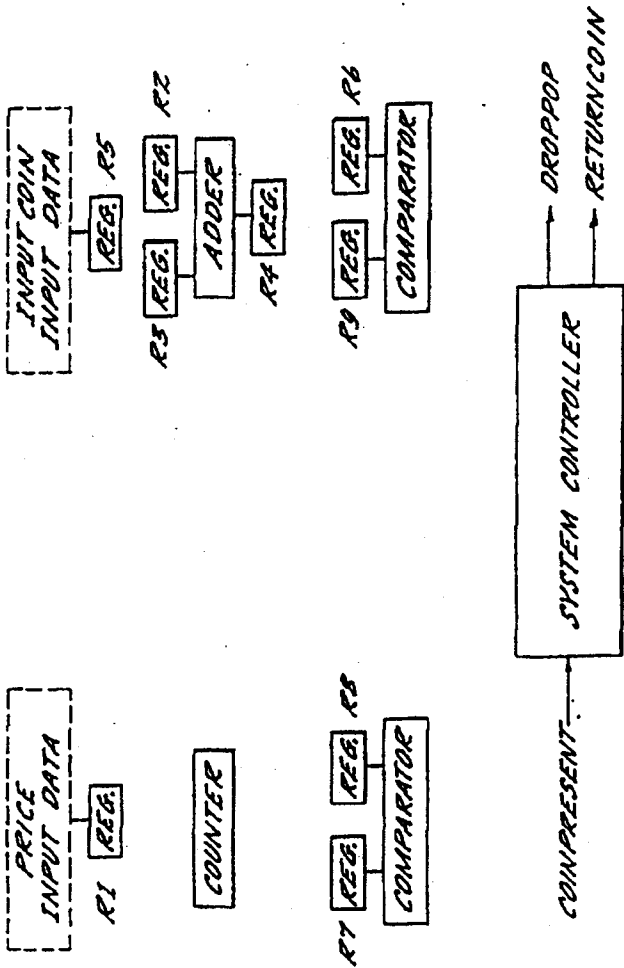 PRICE
INPUT DATA
INPUT COIN
INPUT DATA
R1
REG.
REG.
R5
COUNTER
R3
REG.
REG.
R2
ADDER
R4
REG.
R7
REG.
REG.
R8
COMPARATOR
R9
REG.
REG.
R6
COMPARATOR
COINPRESENT
SYSTEM CONTROLLER
DROPPOP
RETURNCOIN